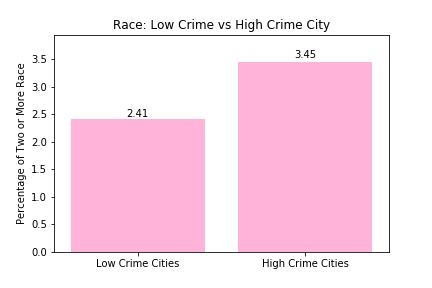 Race: Low Crime vs High Crime City
Percentage of Two or More Race
3.5
3.0
2.5
2.0
1.5
1.0
0.5
0.0
2.41
3.45
Low Crime Cities
High Crime Cities